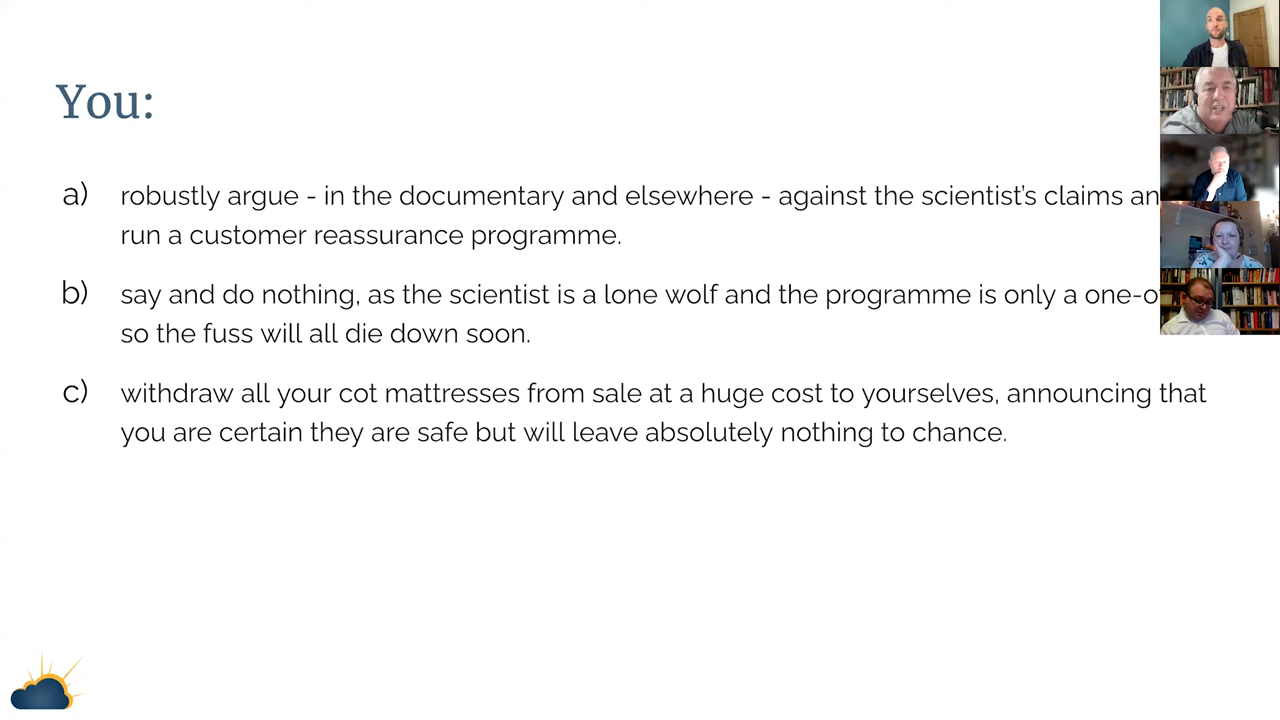 You:
a) robustly argue - in the documentary and elsewhere - against the scientist's claims
run a customer reassurance programme.
b) say and do nothing, as the scientist is a lone wolf and the programme is only a
so the fuss will all die down soon.
c) withdraw all your cot mattresses from sale at a huge cost to yourselves, announcing that
you are certain they are safe but will leave absolutely nothing to chance.